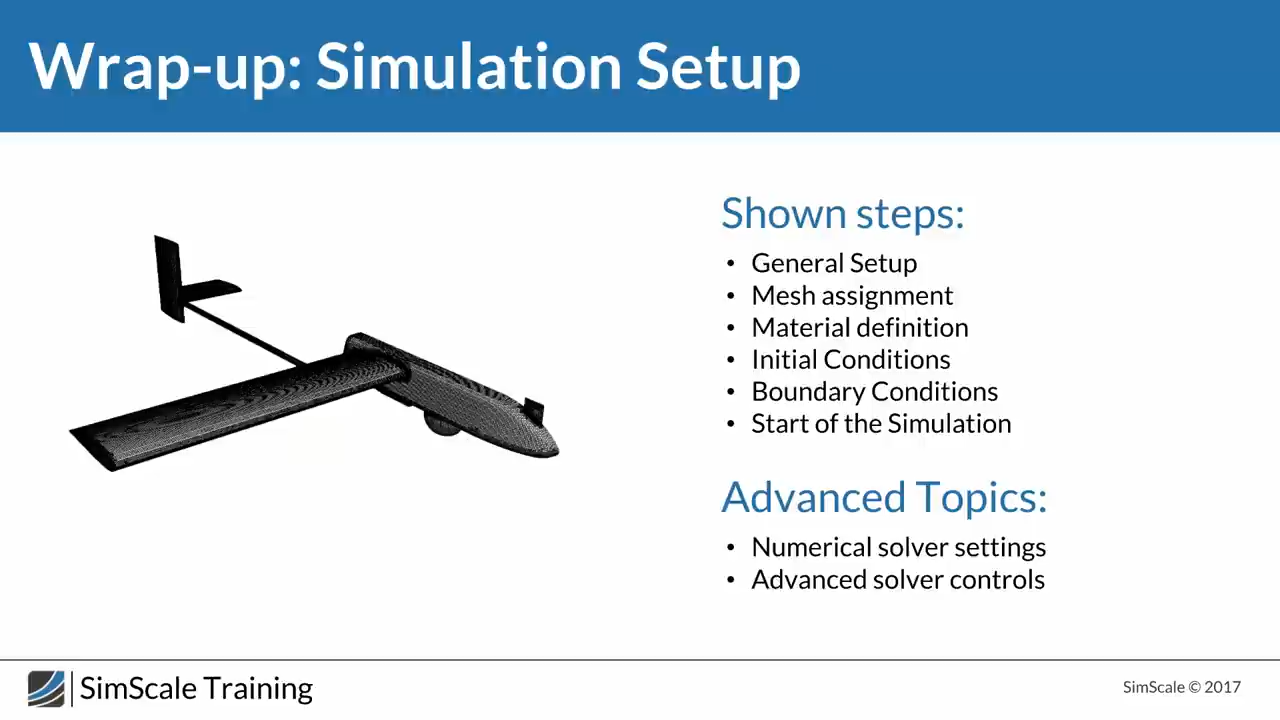 Wrap-up: Simulation Setup
Shown steps:
• General Setup
• Mesh assignment
• Material definition
• Initial Conditions
• Boundary Conditions
• Start of the Simulation
Advanced Topics:
• Numerical solver settings
• Advanced solver controls
SimScale Training
SimScale © 2017